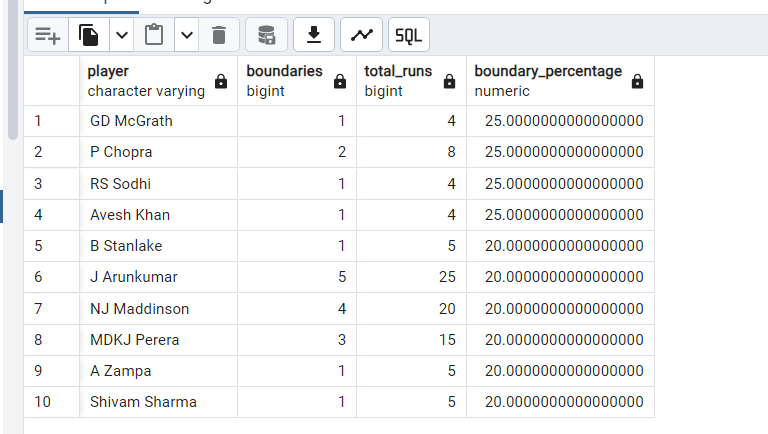 SQL
player boundaries total_runs boundary_percentage
character varying bigint bigint numeric
1 GD McGrath 1 4 25.0000000000000000
2 P Chopra 2 8 25.0000000000000000
3 RS Sodhi 1 4 25.0000000000000000
4 Avesh Khan 1 4 25.0000000000000000
5 B Stanlake 1 5 20.0000000000000000
6 J Arunkumar 5 25 20.0000000000000000
7 NJ Maddinson 4 20 20.0000000000000000
8 MDKJ Perera 3 15 20.0000000000000000
9 A Zampa 1 5 20.0000000000000000
10 Shivam Sharma 1 5 20.0000000000000000